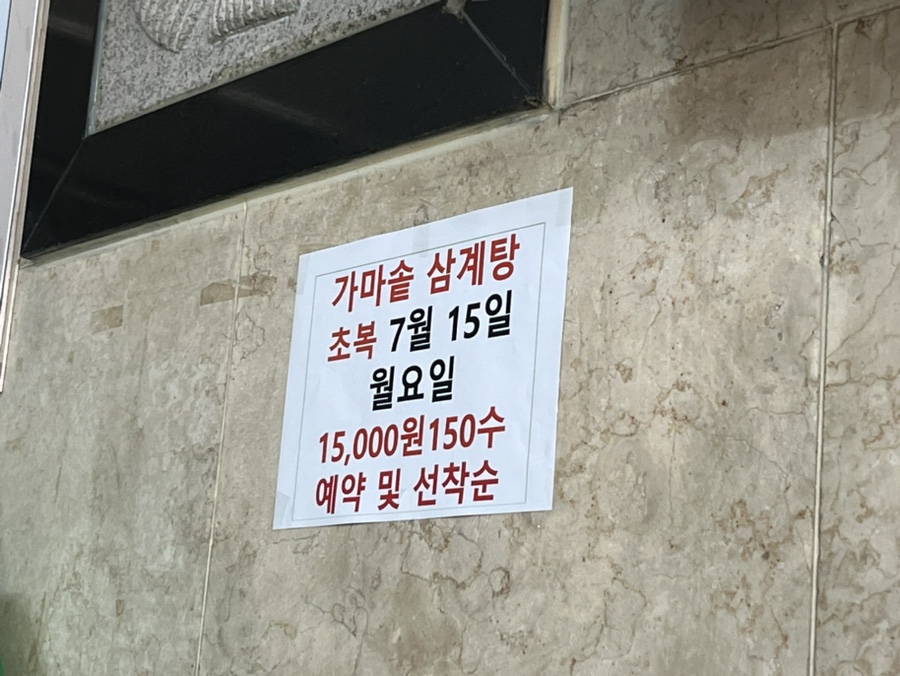 가마솥 삼계탕
초복 7월 15일
월요일
15,000원150수
예약 및 선착순